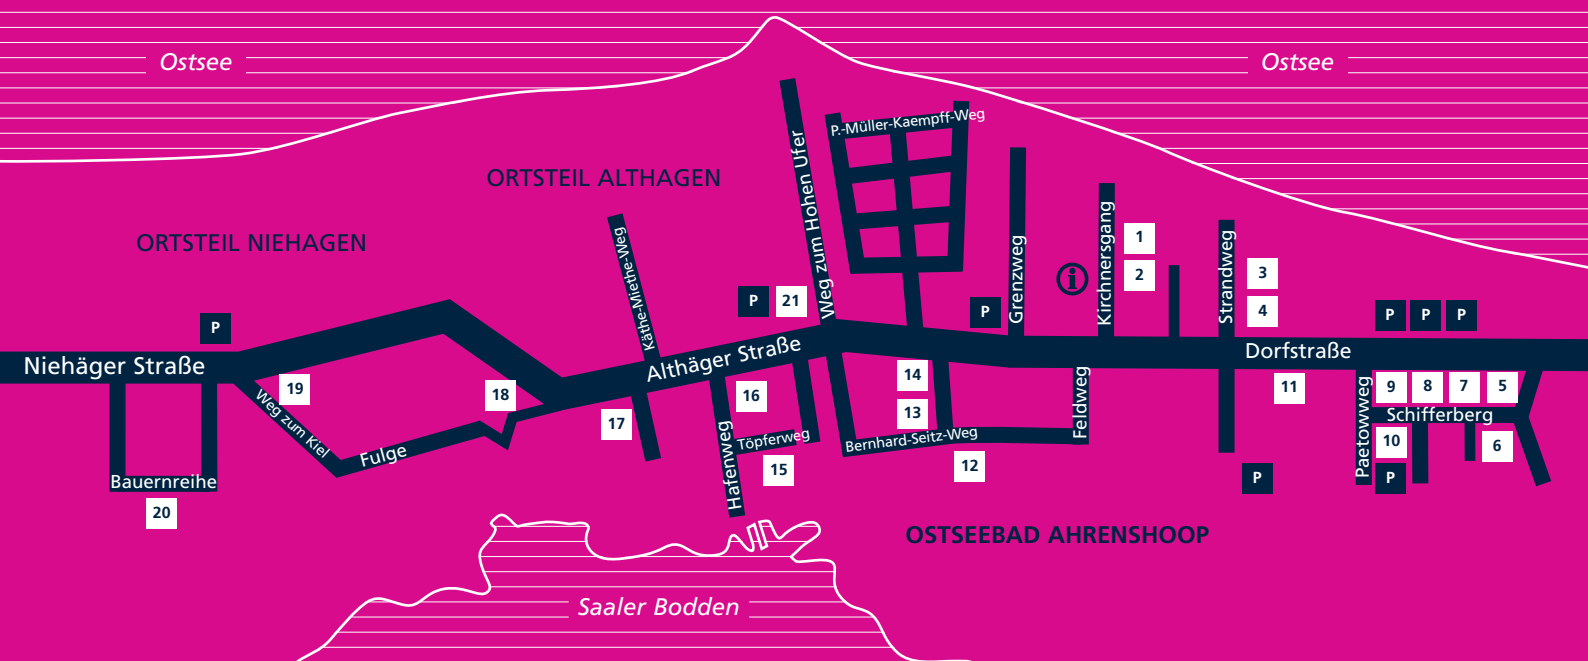 Ostsee
Ostsee
P.-Müller-Kaempff-Weg
Weg zum Hohen Ufer
ORTSTEIL ALTHAGEN
ORTSTEIL NIEHAGEN
Käthe-Miethe-Weg
Grenzweg
i
Kirchnersgang
1
2
Strandweg
3
4
P
21
P
P
P
P
P
Niehäger Straße
Althäger Straße
Dorfstraße
19
18
17
16
14
13
11
9
8
7
5
Weg zum Kiel
Fulge
Hafenweg
Töpferweg
15
Bernhard-Seitz-Weg
12
Feldweg
Paetowweg
Schifferberg
10
6
P
P
Bauernreihe
20
OSTSEEBAD AHRENSHOOP
Saaler Bodden